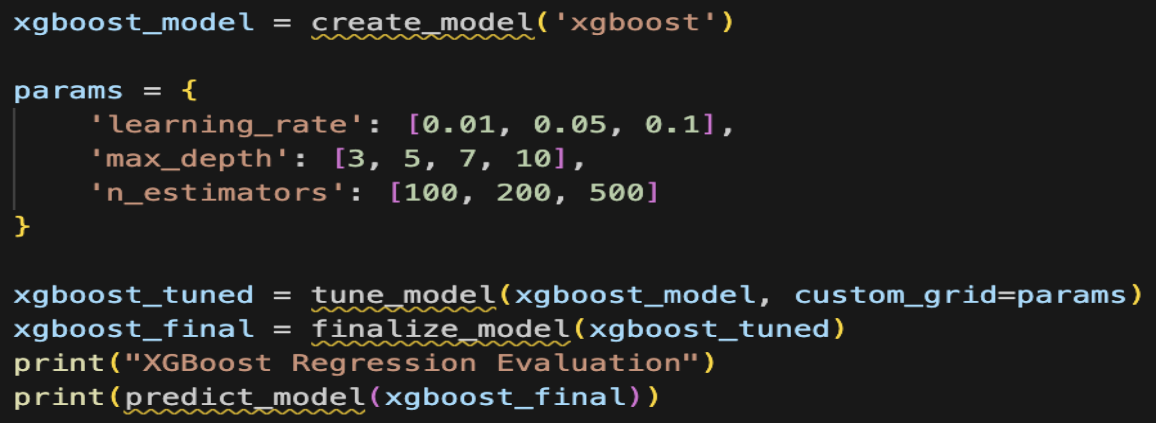 xgboost_model = create_model('xgboost')
params = {
    'learning_rate': [0.01, 0.05, 0.1],
    'max_depth': [3, 5, 7, 10],
    'n_estimators': [100, 200, 500]
}
xgboost_tuned = tune_model(xgboost_model, custom_grid=params)
xgboost_final = finalize_model(xgboost_tuned)
print("XGBoost Regression Evaluation")
print(predict_model(xgboost_final))